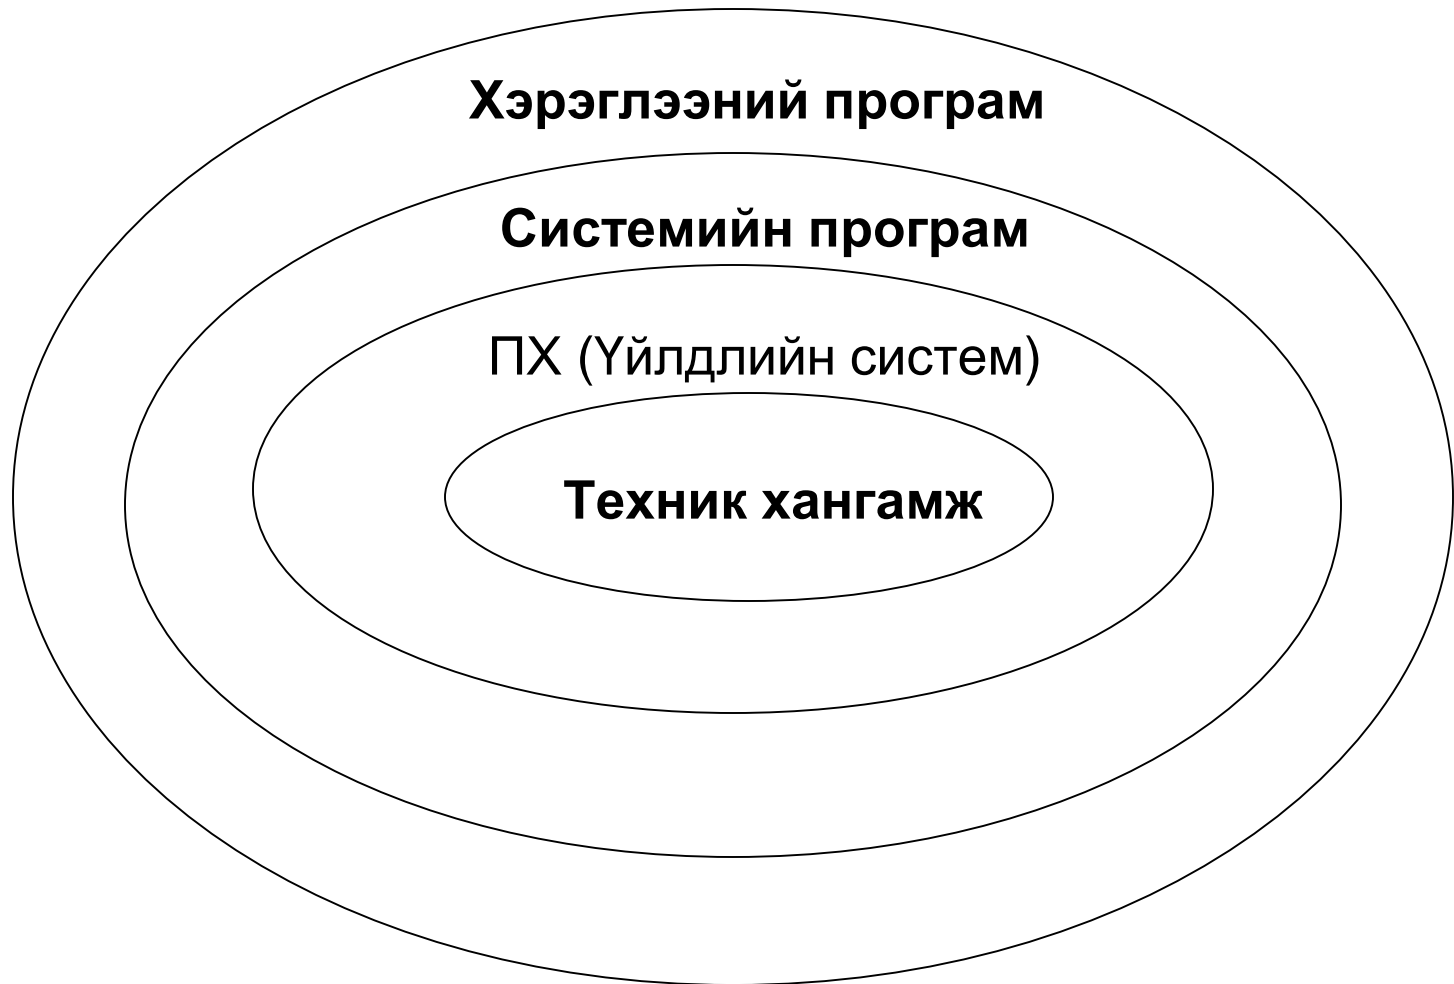 Хэрэглээний програм
Системийн програм
ПХ (Үйлдлийн систем)
Техник хангамж